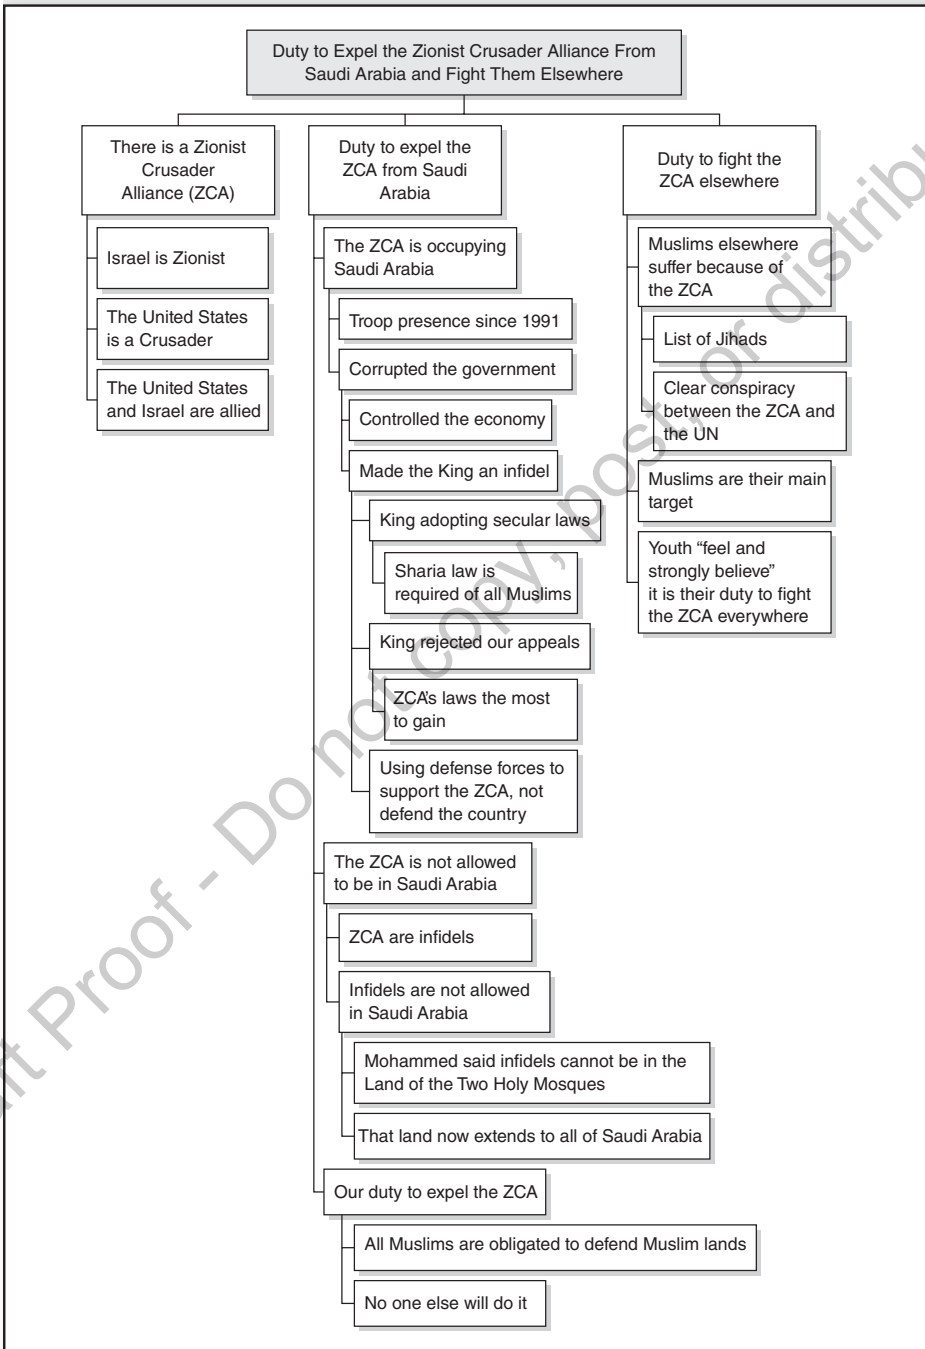 Duty to Expel the Zionist Crusader Alliance From
Saudi Arabia and Fight Them Elsewhere
There is a Zionist
Crusader
Alliance (ZCA)
Israel is Zionist
The United States
is a Crusader
The United States
and Israel are allied
Duty to expel the
ZCA from Saudi
Arabia
The ZCA is occupying
Saudi Arabia
Troop presence since 1991
Corrupted the government
Controlled the economy
Made the King an infidel
King adopting secular laws
Sharia law is
required of all Muslims
King rejected our appeals
ZCA’s laws the most
to gain
Using defense forces to
support the ZCA, not
defend the country
The ZCA is not allowed
to be in Saudi Arabia
ZCA are infidels
Infidels are not allowed
in Saudi Arabia
Mohammed said infidels cannot be in the
Land of the Two Holy Mosques
That land now extends to all of Saudi Arabia
Our duty to expel the ZCA
All Muslims are obligated to defend Muslim lands
No one else will do it
Duty to fight the
ZCA elsewhere
Muslims elsewhere
suffer because of
the ZCA
List of Jihads
Clear conspiracy
between the ZCA and
the UN
Muslims are their main
target
Youth “feel and
strongly believe”
it is their duty to fight
the ZCA everywhere
Proof - Do not copy, post, or